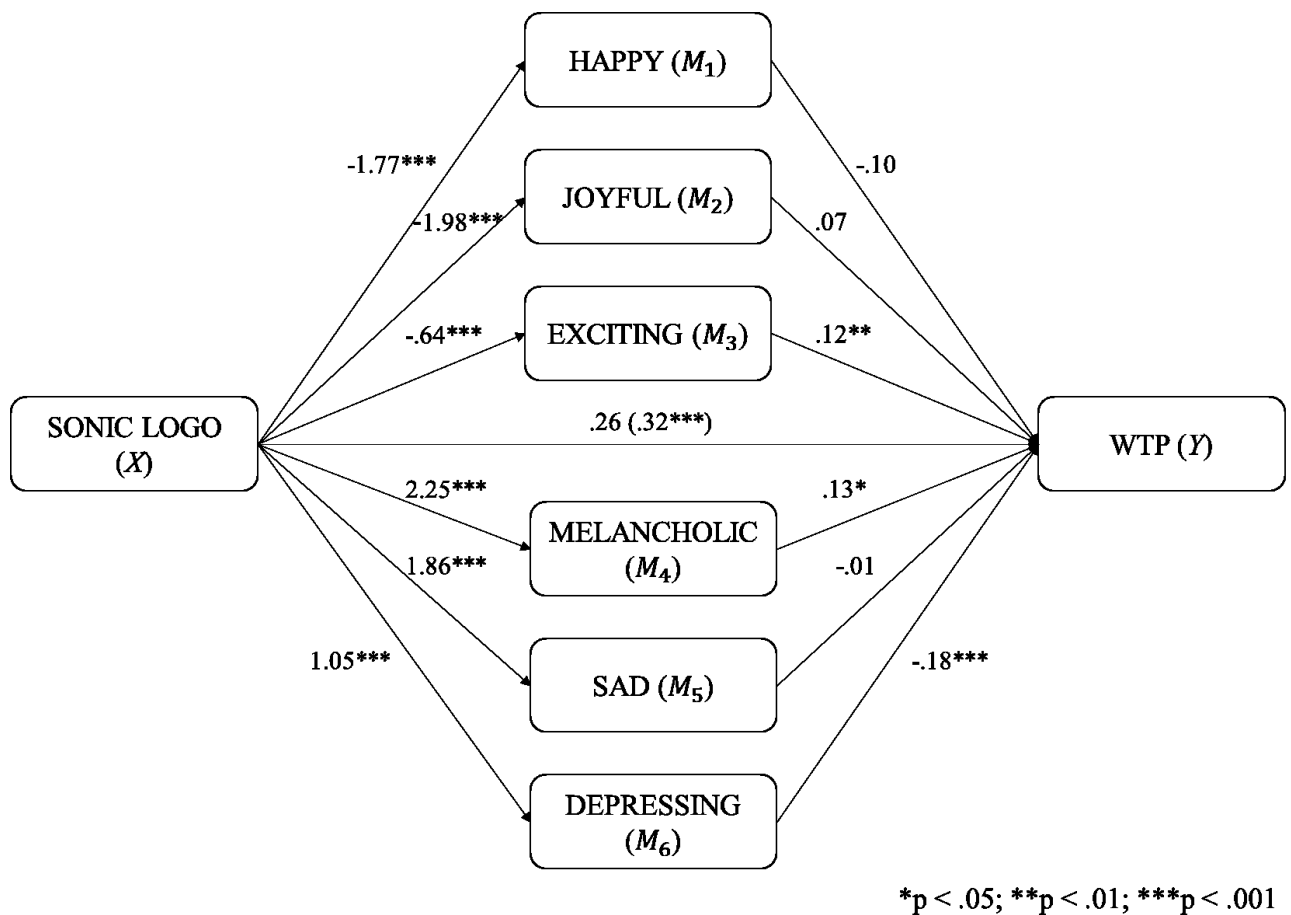 HAPPY (M₁)
-1.77***
-.10
JOYFUL (M₂)
-1.98***
.07
EXCITING (M₃)
-.64***
.12**
SONIC LOGO
(X)
.26 (.32***)
WTP (Y)
2.25***
.13*
MELANCHOLIC
(M₄)
1.86***
-.01
SAD (M₅)
1.05***
-.18***
DEPRESSING
(M₆)
*p < .05; **p < .01; ***p < .001